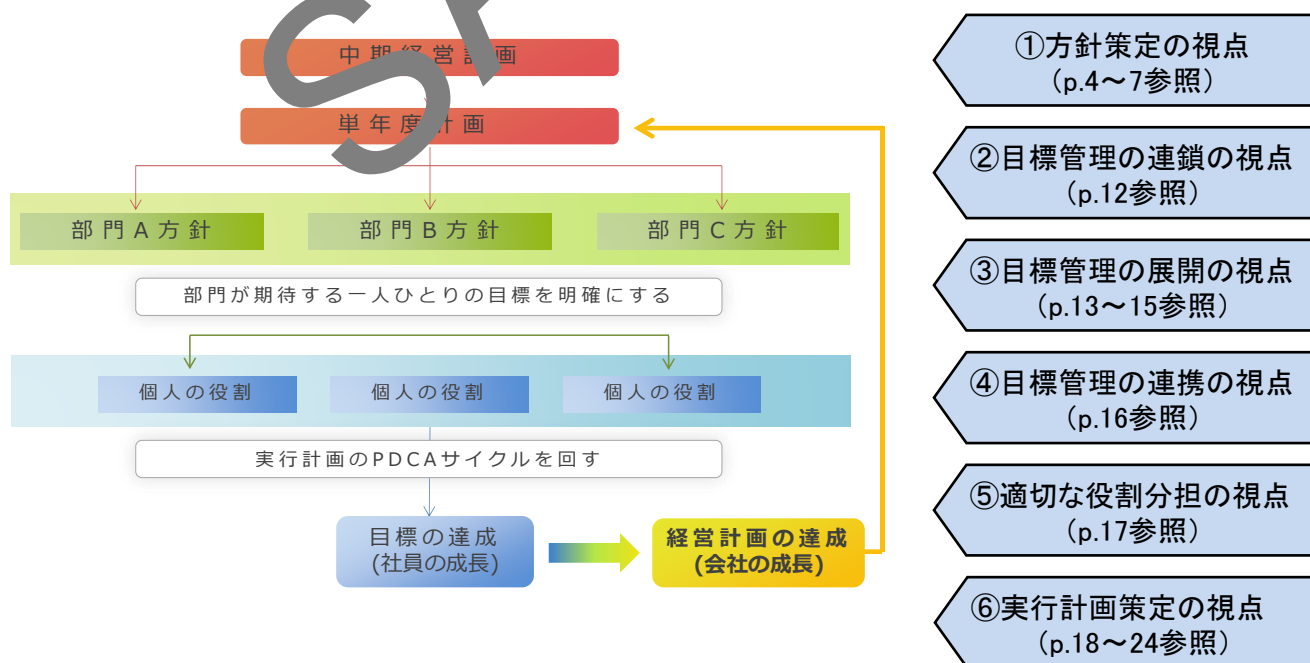 中期経営計画
単年度計画
部門A方針
部門B方針
部門C方針
部門が期待する一人ひとりの目標を明確にする
個人の役割
個人の役割
個人の役割
実行計画のPDCAサイクルを回す
目標の達成
(社員の成長)
経営計画の達成
(会社の成長)
①方針策定の視点
(p.4～7参照)
②目標管理の連鎖の視点
(p.12参照)
③目標管理の展開の視点
(p.13～15参照)
④目標管理の連携の視点
(p.16参照)
⑤適切な役割分担の視点
(p.17参照)
⑥実行計画策定の視点
(p.18～24参照)